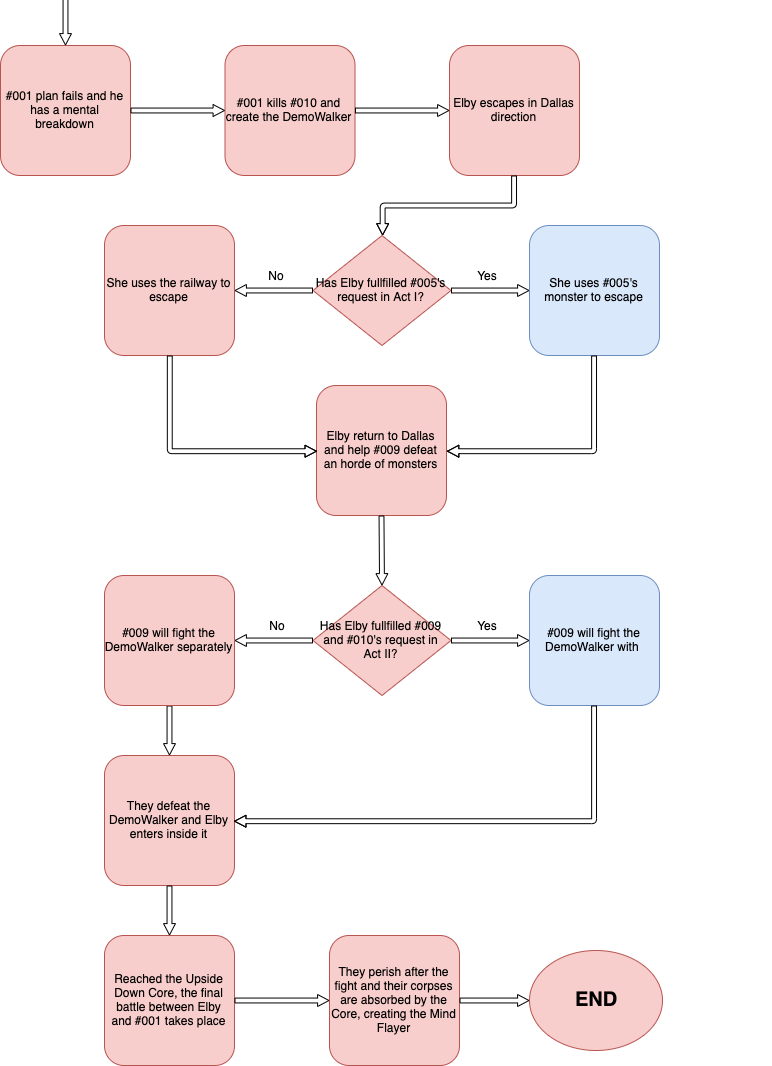 #001 plan fails and he
has a mental
breakdown
#001 kills #010 and
create the DemoWalker
Elby escapes in Dallas
direction
She uses the railway to
escape
No
Has Elby fullfilled #005's
request in Act I?
Yes
She uses #005's
monster to escape
Elby return to Dallas
and help #009 defeat
an horde of monsters
#009 will fight the
DemoWalker separately
No
Has Elby fullfilled #009
and #010's request in
Act II?
Yes
#009 will fight the
DemoWalker with
They defeat the
DemoWalker and Elby
enters inside it
Reached the Upside
Down Core, the final
battle between Elby
and #001 takes place
They perish after the
fight and their corpses
are absorbed by the
Core, creating the Mind
Flayer
END